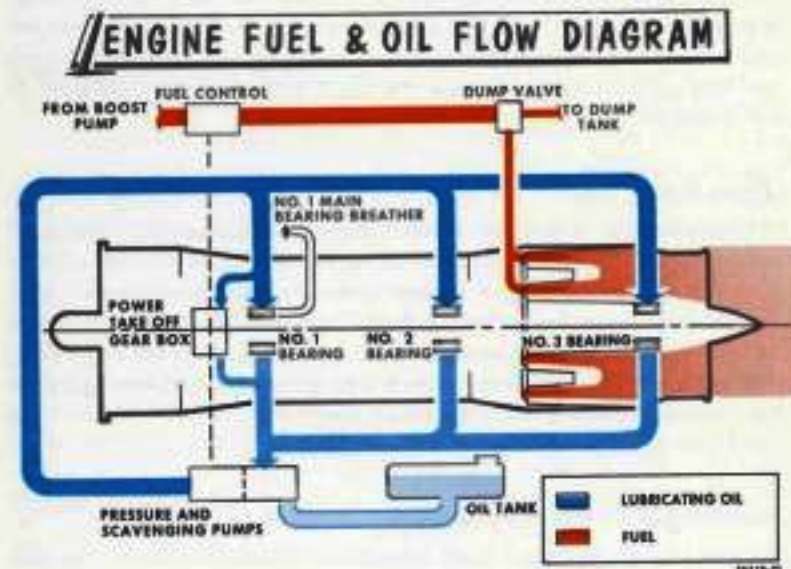 ENGINE FUEL & OIL FLOW DIAGRAM
FUEL CONTROL
DUMP VALVE
FROM BOOST
PUMP
TO DUMP
TANK
NO. 1 MAIN
BEARING BREATHER
POWER
TAKE OFF
GEAR BOX
NO. 1
BEARING
NO. 2
BEARING
NO. 3 BEARING
PRESSURE AND
SCAVENGING PUMPS
OIL TANK
LUBRICATING OIL
FUEL